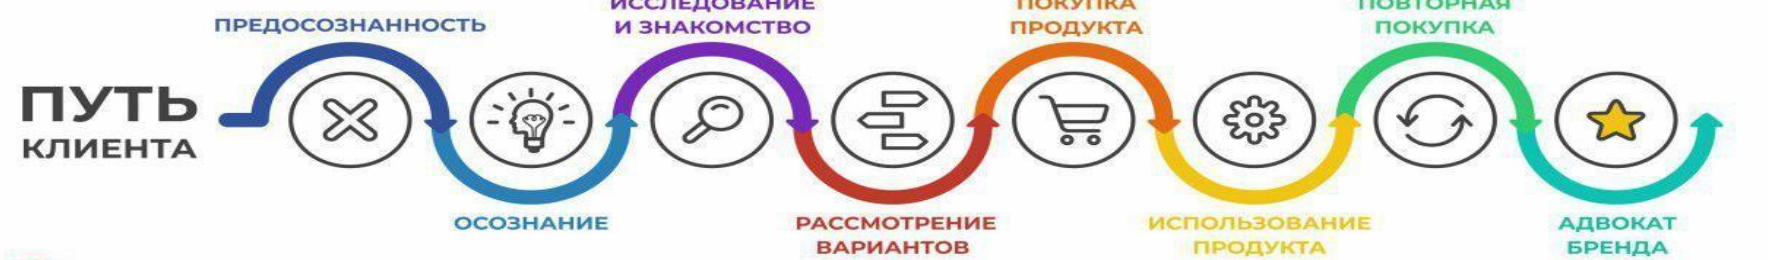 ПУТЬ
КЛИЕНТА
ПРЕДОСОЗНАННОСТЬ
ОСОЗНАНИЕ
ИССЛЕДОВАНИЕ
И ЗНАКОМСТВО
РАССМОТРЕНИЕ
ВАРИАНТОВ
ПОКУПКА
ПРОДУКТА
ИСПОЛЬЗОВАНИЕ
ПРОДУКТА
ПОВТОРНАЯ
ПОКУПКА
АДВОКАТ
БРЕНДА